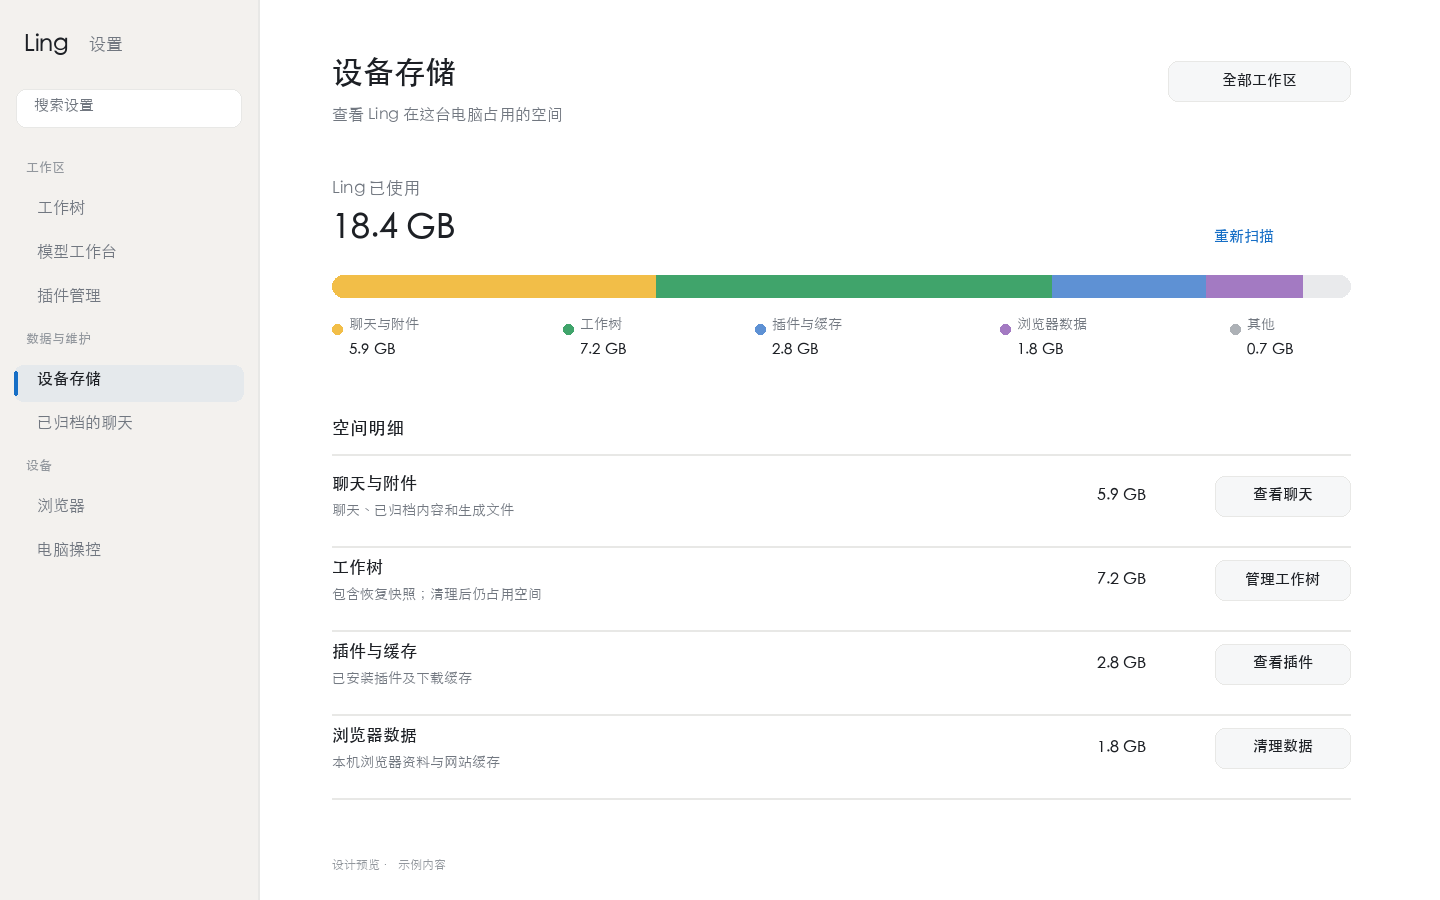 Ling 设置
搜索设置
工作区
工作树
模型工作台
插件管理
数据与维护
设备存储
已归档的聊天
设备
浏览器
电脑操控
设备存储
查看 Ling 在这台电脑占用的空间
全部工作区
Ling 已使用
18.4 GB
重新扫描
聊天与附件
5.9 GB
工作树
7.2 GB
插件与缓存
2.8 GB
浏览器数据
1.8 GB
其他
0.7 GB
空间明细
聊天与附件
聊天、已归档内容和生成文件
5.9 GB
查看聊天
工作树
包含恢复快照；清理后仍占用空间
7.2 GB
管理工作树
插件与缓存
已安装插件及下载缓存
2.8 GB
查看插件
浏览器数据
本机浏览器资料与网站缓存
1.8 GB
清理数据
设计预览 · 示例内容